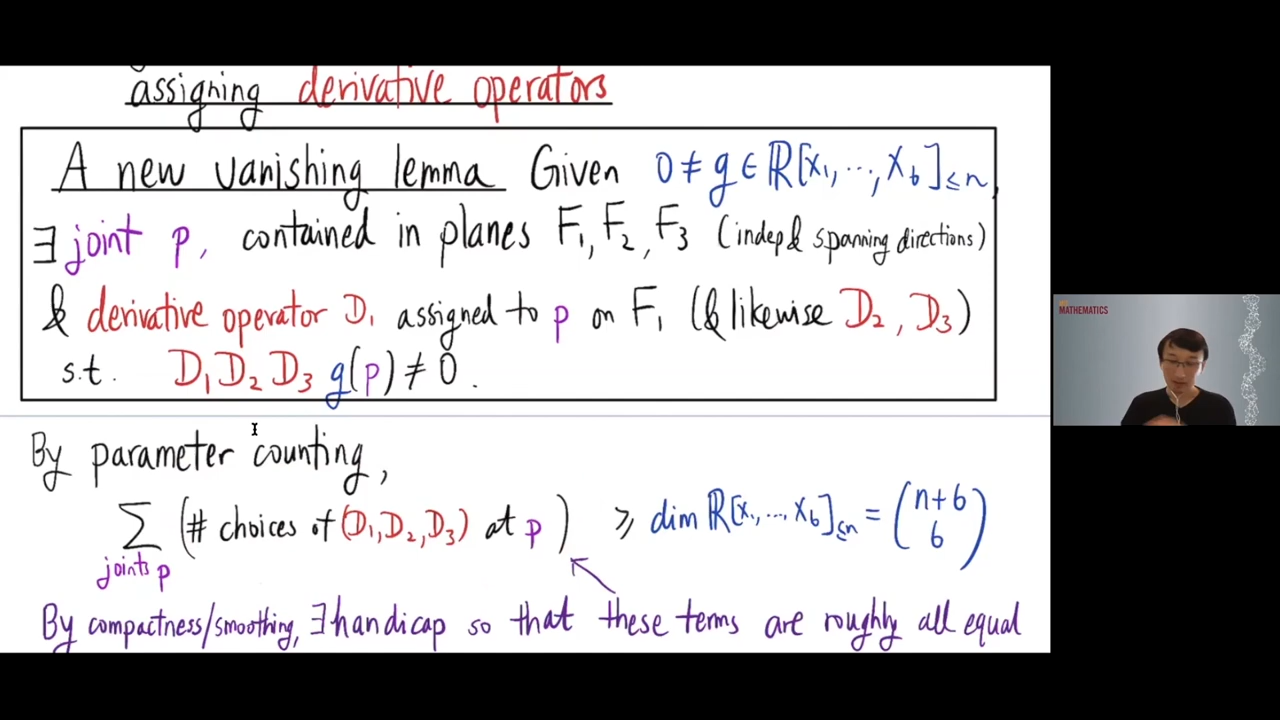 assigning derivative operators
A new vanishing lemma Given 0 ≠ g ∈ ℝ[x₁,⋯,x₆]≤n,
∃ joint p, contained in planes F₁, F₂, F₃ (indep & spanning directions)
& derivative operator D₁ assigned to p on F₁ (& likewise D₂, D₃)
s.t. D₁ D₂ D₃ g(p) ≠ 0.
By parameter counting,
∑ joints p (# choices of (D₁,D₂,D₃) at p) ≥ dim ℝ[x₁,…,x₆]≤n = (n+6 6)
By compactness/smoothing, ∃ handicap so that these terms are roughly all equal
MATHEMATICS